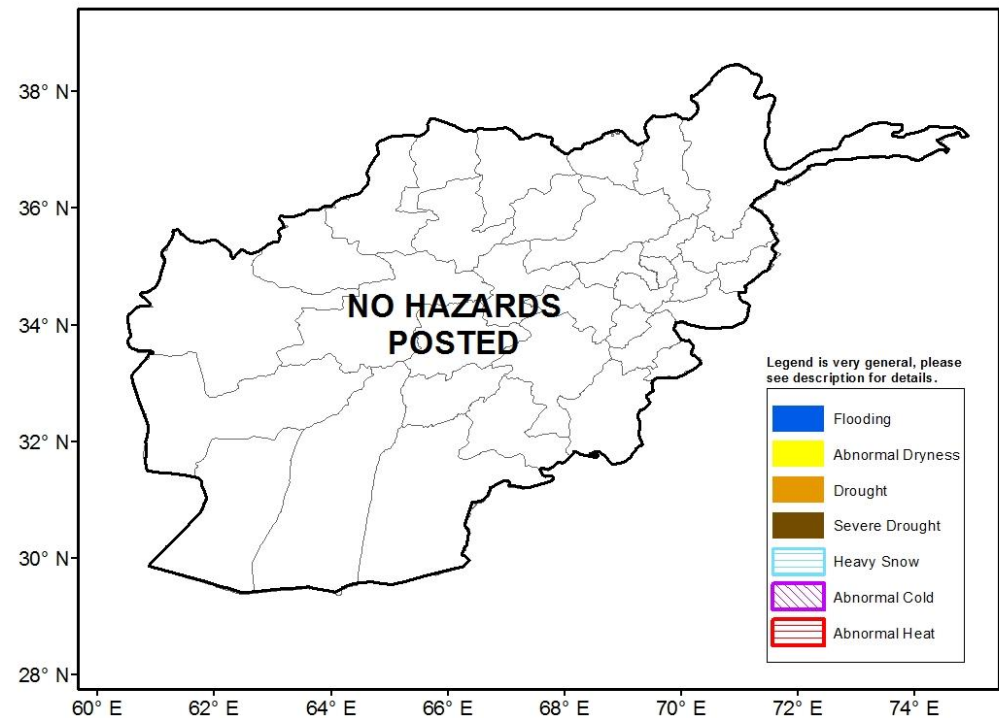 38° N
36° N
34° N
32° N
30° N
28° N
NO HAZARDS
POSTED
Legend is very general, please
see description for details.
Flooding
Abnormal Dryness
Drought
Severe Drought
Heavy Snow
Abnormal Cold
Abnormal Heat
60° E 62° E 64° E 66° E 68° E 70° E 72° E 74° E